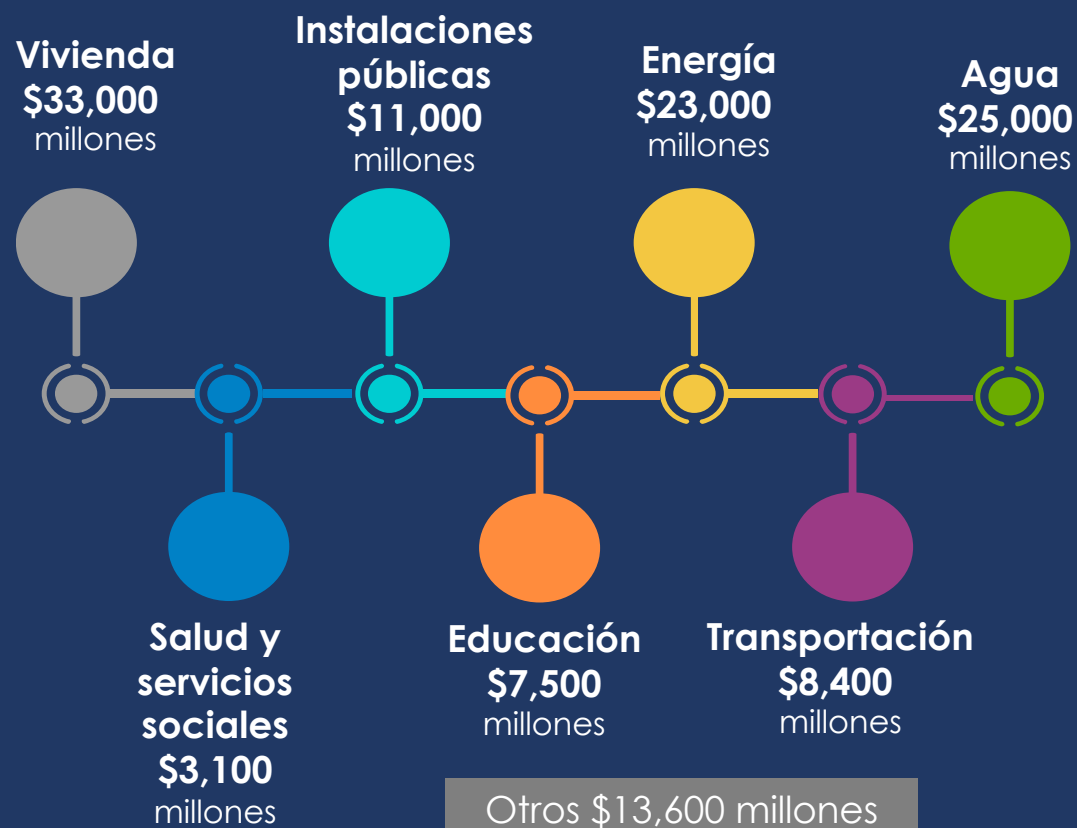 Vivienda
$33,000
millones
Instalaciones
públicas
$11,000
millones
Energía
$23,000
millones
Agua
$25,000
millones
Salud y
servicios
sociales
$3,100
millones
Educación
$7,500
millones
Transportación
$8,400
millones
Otros $13,600 millones